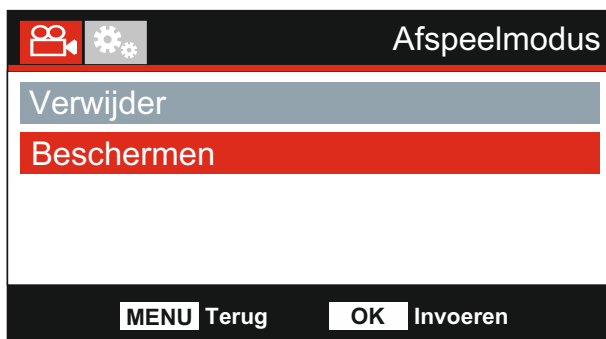 Afspeelmodus
Verwijder
Beschermen
MENU Terug OK Invoeren